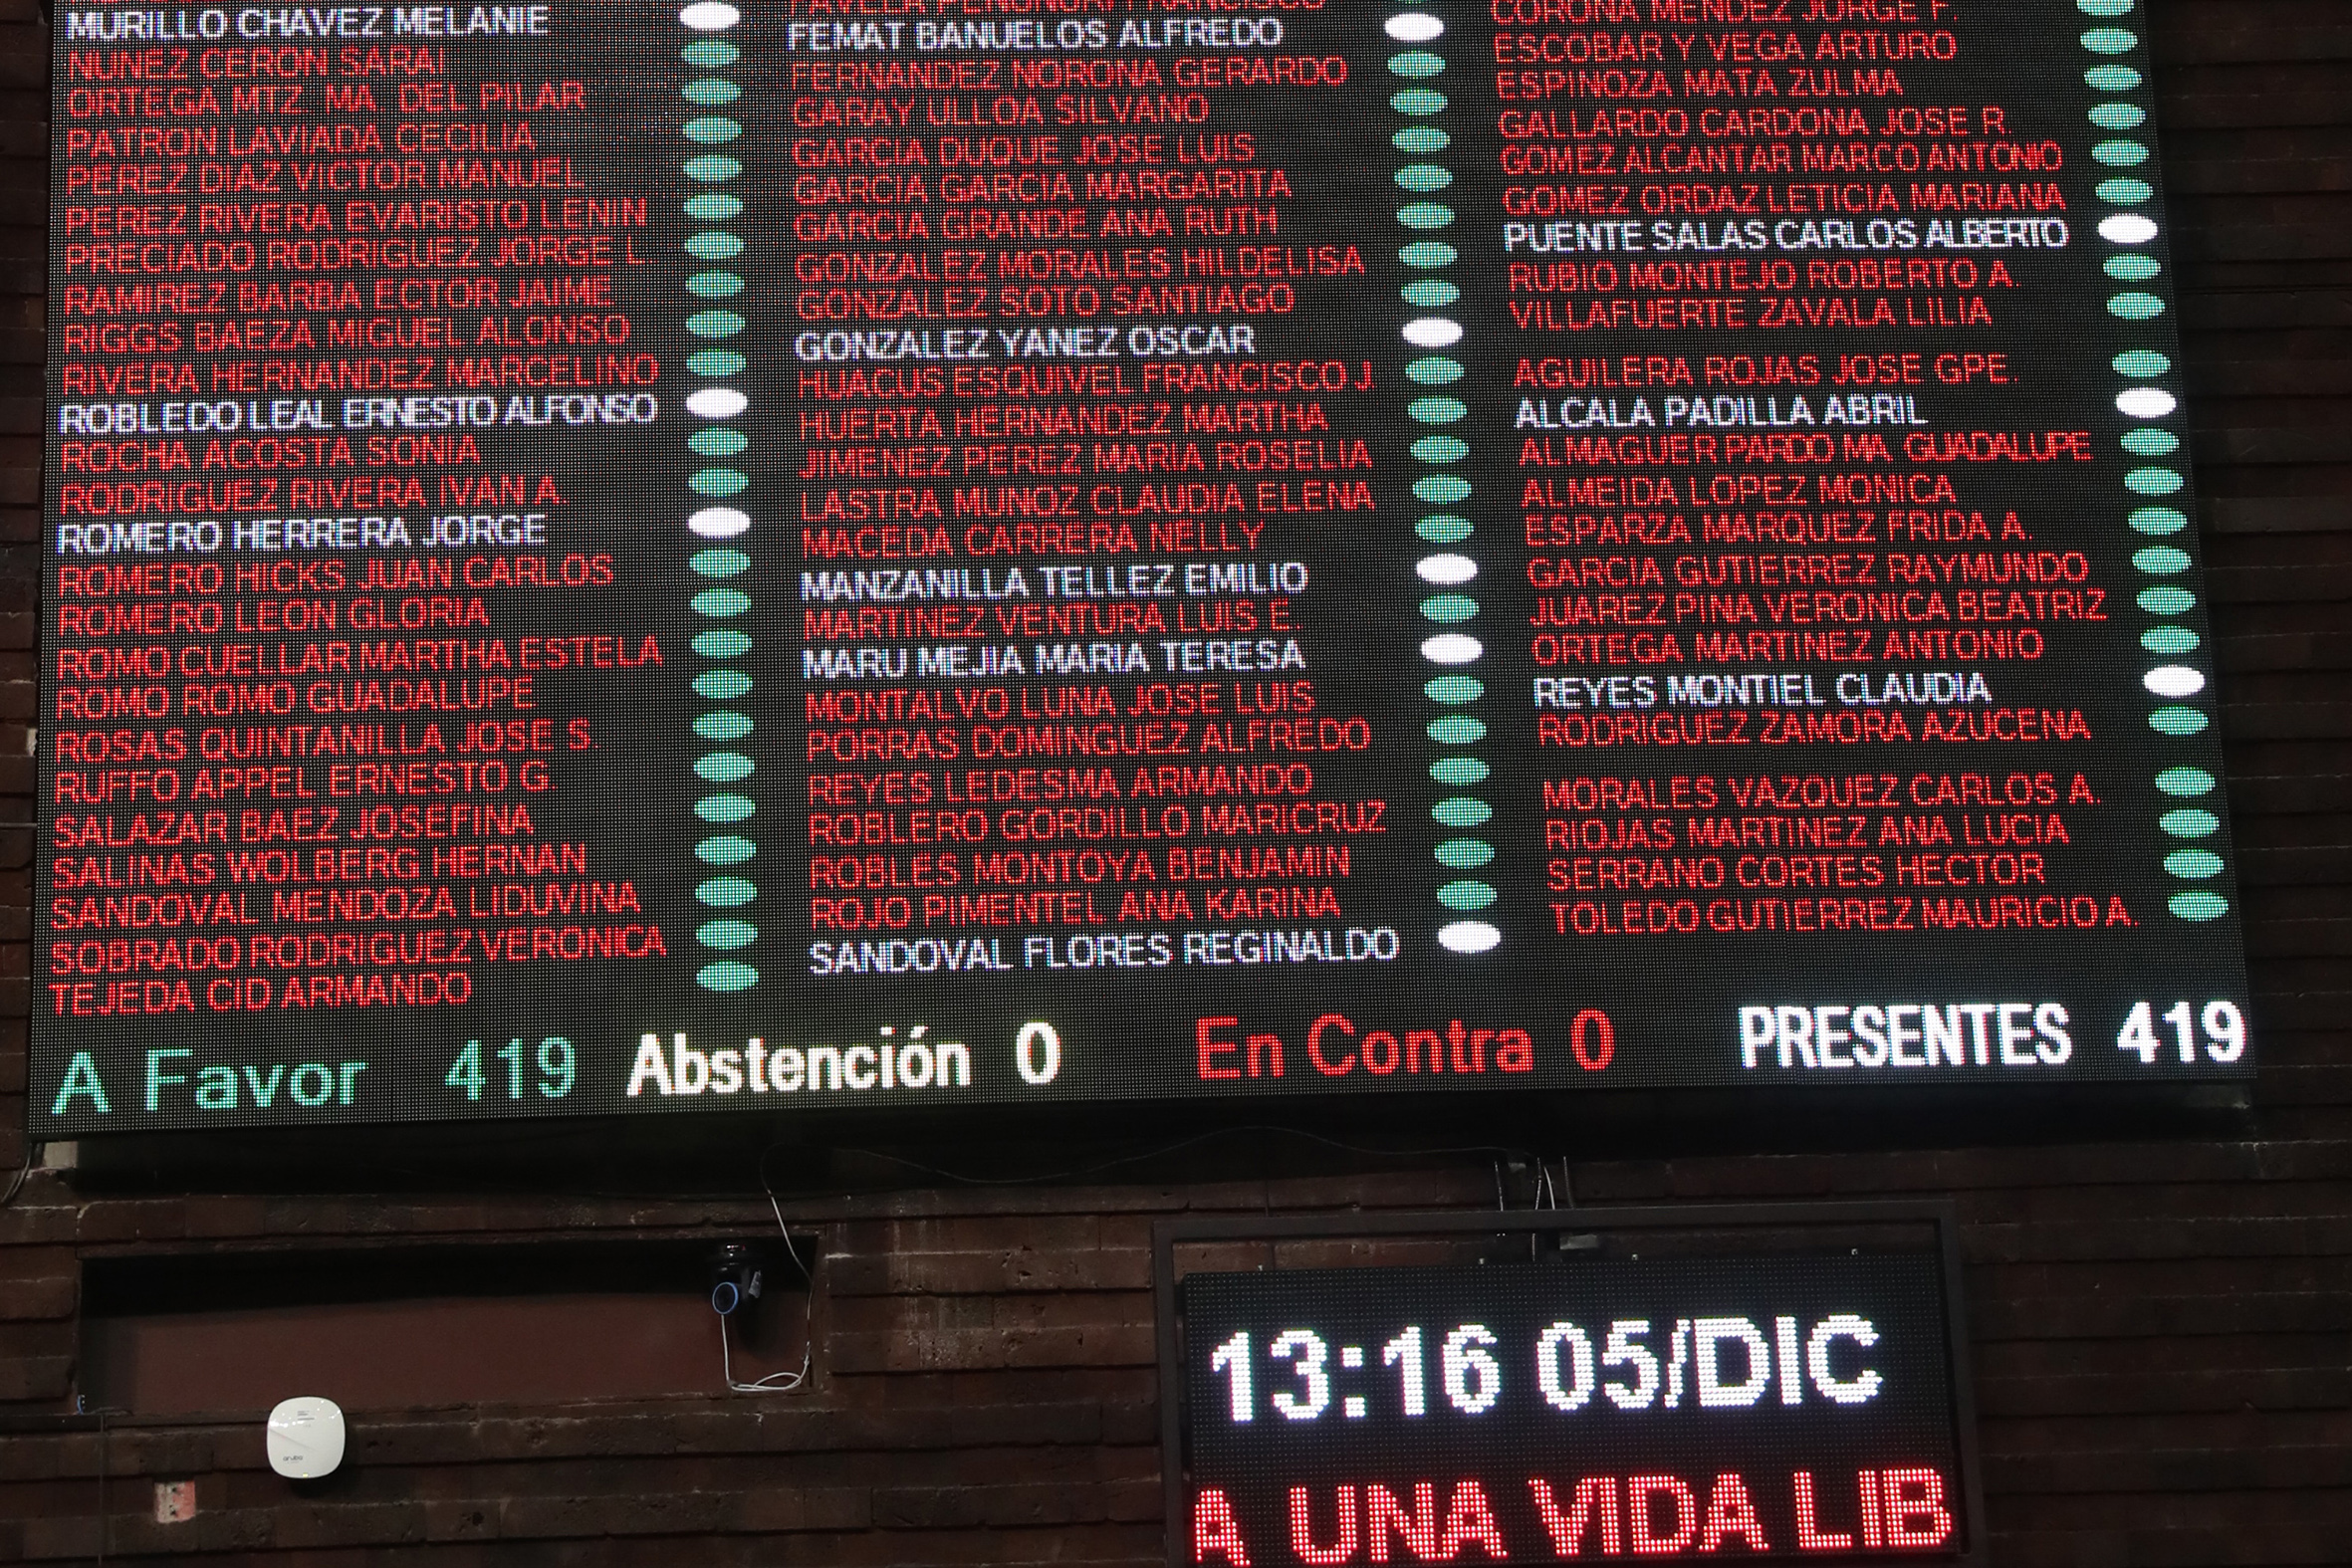 MURILLO CHAVEZ MELANIE
NUNEZ CERON SARAI
ORTEGA MTZ MA DEL PILAR
PATRON LAVIADA CECILIA
PEREZ DIAZ VICTOR MANUEL
PEREZ RIVERA EVARISTO LENIN
PRECIADO RODRIGUEZ JORGE L
RAMIREZ BARBA ECTOR JAIME
RIGGS BAEZA MIGUEL ALONSO
RIVERA HERNANDEZ MARCELINO
ROBLEDO LEAL ERNESTO ALFONSO
ROCHA ACOSTA SONIA
RODRIGUEZ RIVERA IVAN A.
ROMERO HERRERA JORGE
ROMERO HICKS JUAN CARLOS
ROMERO LEON GLORIA
ROMO CUELLAR MARTHA ESTELA
ROMO ROMO GUADALUPE
ROSAS QUINTANILLA JOSE S.
RUFFO APPEL ERNESTO G.
SALAZAR BAEZ JOSEFINA
SALINAS WOLBERG HERNAN
SANDOVAL MENDOZA LIDUVINA
SOBRADO RODRIGUEZ VERONICA
TEJEDA CID ARMANDO
FAVELA PENUNURI FRANCISCO
FEMAT BANUELOS ALFREDO
FERNANDEZ NORONA GERARDO
GARAY ULLOA SILVANO
GARCIA DUQUE JOSE LUIS
GARCIA GARCIA MARGARITA
GARCIA GRANDE ANA RUTH
GONZALEZ MORALES HILDELISA
GONZALEZ SOTO SANTIAGO
GONZALEZ YANEZ OSCAR
HUACUS ESQUIVEL FRANCISCO J.
HUERTA HERNANDEZ MARTHA
JIMENEZ PEREZ MARIA ROSELIA
LASTRA MUNOZ CLAUDIA ELENA
MACEDA CARRERA NELLY
MANZANILLA TELLEZ EMILIO
MARTINEZ VENTURA LUIS E.
MARU MEJIA MARIA TERESA
MONTALVO LUNA JOSE LUIS
PORRAS DOMINGUEZ ALFREDO
REYES LEDESMA ARMANDO
ROBLERO GORDILLO MARICRUZ
ROBLES MONTOYA BENJAMIN
ROJO PIMENTEL ANA KARINA
SANDOVAL FLORES REGINALDO
CORONA MENDEZ JORGE F.
ESCOBAR Y VEGA ARTURO
ESPINOZA MATA ZULMA
GALLARDO CARDONA JOSE R.
GOMEZ ALCANTAR MARCO ANTONIO
GOMEZ ORDAZ LETICIA MARIANA
PUENTE SALAS CARLOS ALBERTO
RUBIO MONTEJO ROBERTO A.
VILLAFUERTE ZAVALA LILIA
AGUILERA ROJAS JOSE GPE.
ALCALA PADILLA ABRIL
ALMAGUER PARDO MA. GUADALUPE
ALMEIDA LOPEZ MONICA
ESPARZA MARQUEZ FRIDA A.
GARCIA GUTIERREZ RAYMUNDO
JUAREZ PINA VERONICA BEATRIZ
ORTEGA MARTINEZ ANTONIO
REYES MONTIEL CLAUDIA
RODRIGUEZ ZAMORA AZUCENA
MORALES VAZQUEZ CARLOS A.
RIOJAS MARTINEZ ANA LUCIA
SERRANO CORTES HECTOR
TOLEDO GUTIERREZ MAURICIO A.
A Favor 419 Abstención 0 En Contra 0 PRESENTES 419
13:16 05/DIC
A UNA VIDA LIB
aruba